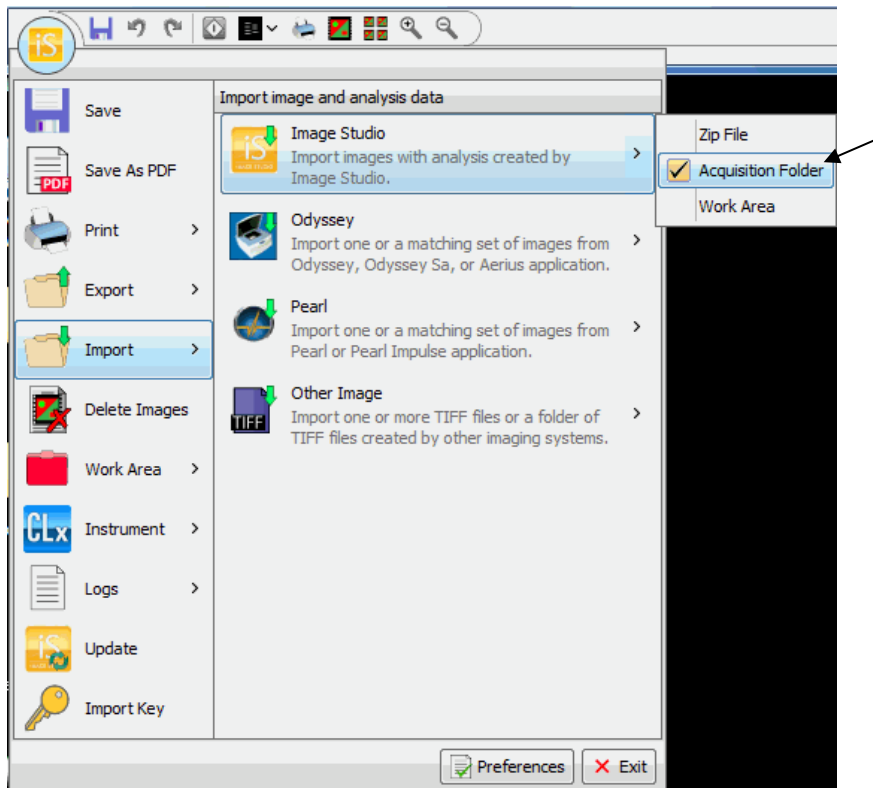 iS
Save
Save As PDF
PDF
Print
Export
Import
Delete Images
Work Area
CLx
Instrument
Logs
iS
Update
Import Key
Import image and analysis data
iS
Image Studio
Import images with analysis created by
Image Studio.
Odyssey
Import one or a matching set of images from
Odyssey, Odyssey Sa, or Aerius application.
Pearl
Import one or a matching set of images from
Pearl or Pearl Impulse application.
TIFF
Other Image
Import one or more TIFF files or a folder of
TIFF files created by other imaging systems.
Zip File
Acquisition Folder
Work Area
Preferences
Exit